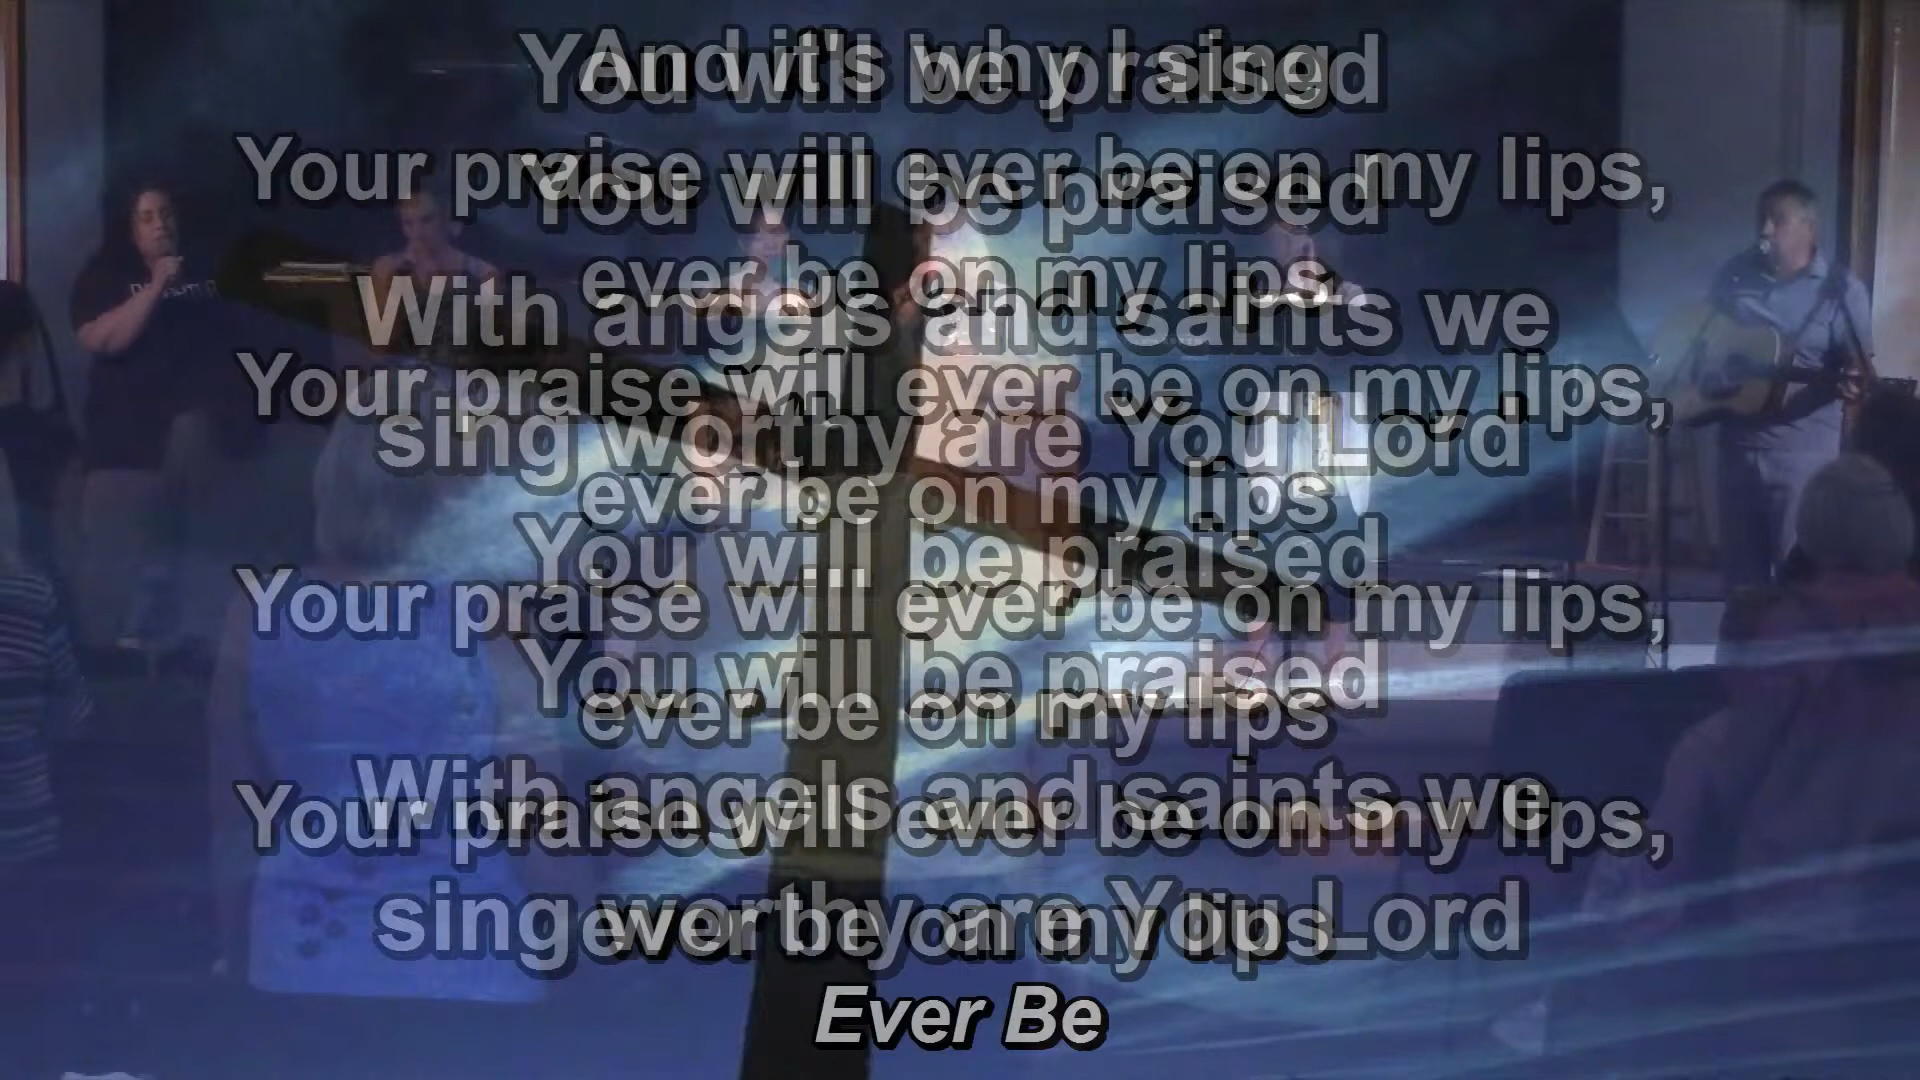 And it's why I sing
You will be praised
Your praise will ever be on my lips,
You will be praised
ever be on my lips
With angels and saints we
Your praise will ever be on my lips,
sing worthy are You Lord
ever be on my lips
You will be praised
Your praise will ever be on my lips,
You will be praised
ever be on my lips
With angels and saints we
Your praise will ever be on my lips,
sing worthy are You Lord
ever be on my lips
Ever Be